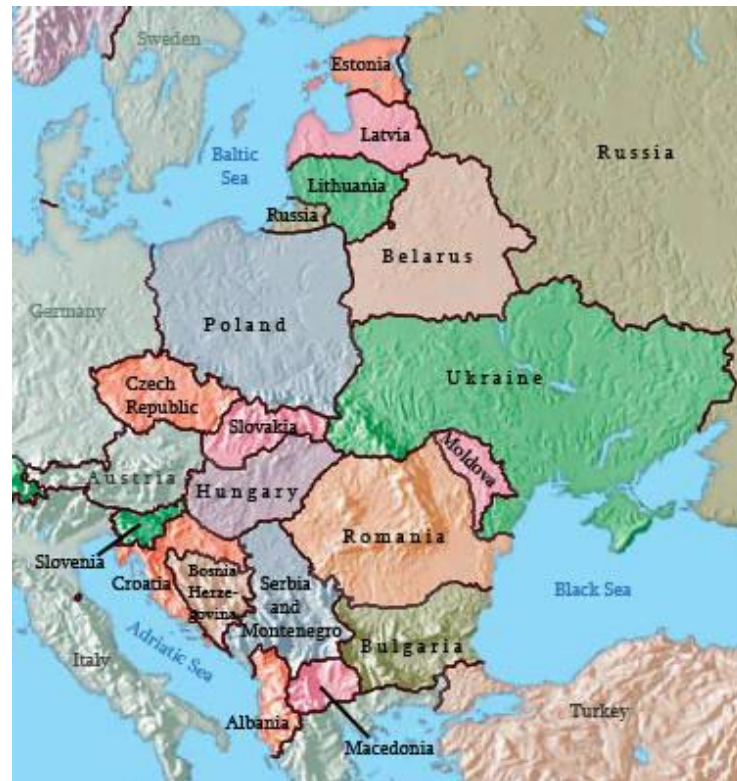 Sweden
Estonia
Latvia
Russia
Baltic
Sea
Lithuania
Russia
Belarus
Germany
Poland
Czech
Republic
Ukraine
Slovakia
Moldova
Austria
Hungary
Romania
Slovenia
Croatia
Bosnia
Herze-
govina
Serbia
and
Montenegro
Black Sea
Adriatic Sea
Italy
Bulgaria
Albania
Macedonia
Turkey